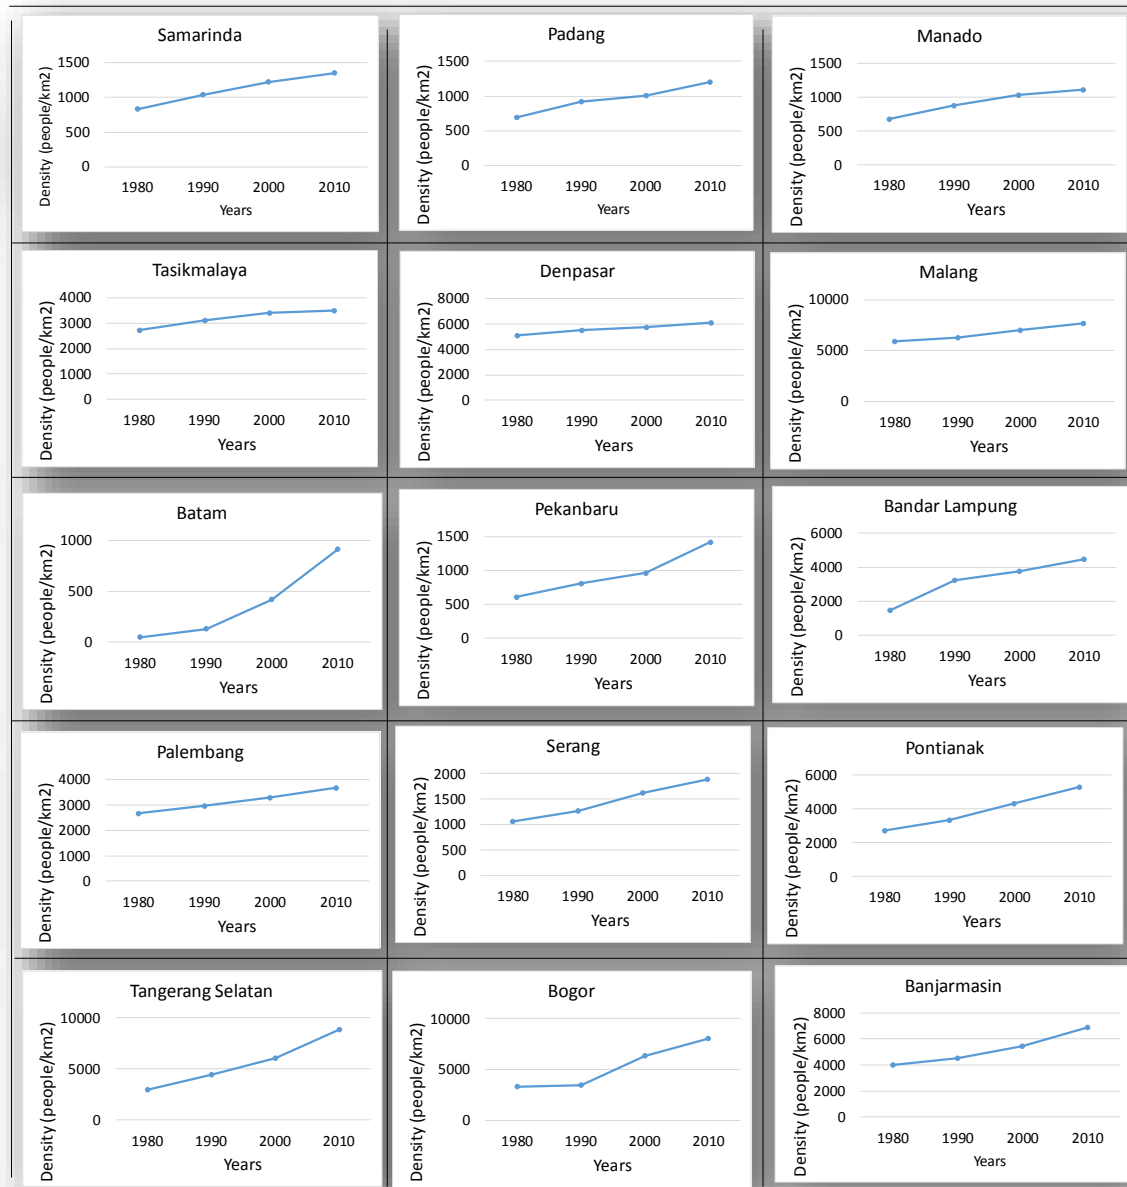 Samarinda
Density (people/km2)
1500
1000
500
0
1980 1990 2000 2010
Years
Padang
Density (people/km2)
1500
1000
500
0
1980 1990 2000 2010
Years
Manado
Density (people/km2)
1500
1000
500
0
1980 1990 2000 2010
Years
Tasikmalaya
Density (people/km2)
4000
3000
2000
1000
0
1980 1990 2000 2010
Years
Denpasar
Density (people/km2)
8000
6000
4000
2000
0
1980 1990 2000 2010
Years
Malang
Density (people/km2)
10000
5000
0
1980 1990 2000 2010
Years
Batam
Density (people/km2)
1000
500
0
1980 1990 2000 2010
Years
Pekanbaru
Density (people/km2)
1500
1000
500
0
1980 1990 2000 2010
Years
Bandar Lampung
Density (people/km2)
6000
4000
2000
0
1980 1990 2000 2010
Years
Palembang
Density (people/km2)
4000
3000
2000
1000
0
1980 1990 2000 2010
Years
Serang
Density (people/km2)
2000
1500
1000
500
0
1980 1990 2000 2010
Years
Pontianak
Density (people/km2)
6000
4000
2000
0
1980 1990 2000 2010
Years
Tangerang Selatan
Density (people/km2)
10000
5000
0
1980 1990 2000 2010
Years
Bogor
Density (people/km2)
10000
5000
0
1980 1990 2000 2010
Years
Banjarmasin
Density (people/km2)
8000
6000
4000
2000
0
1980 1990 2000 2010
Years